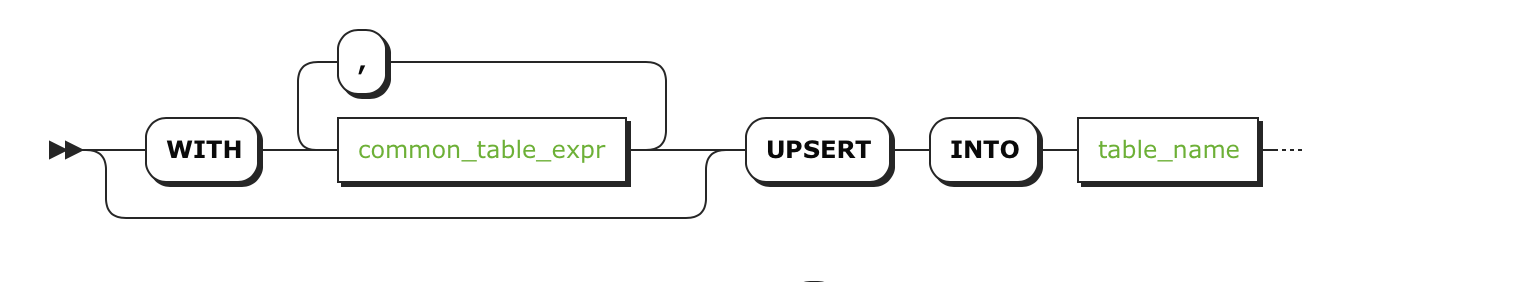 ,
WITH common_table_expr UPSERT INTO table_name